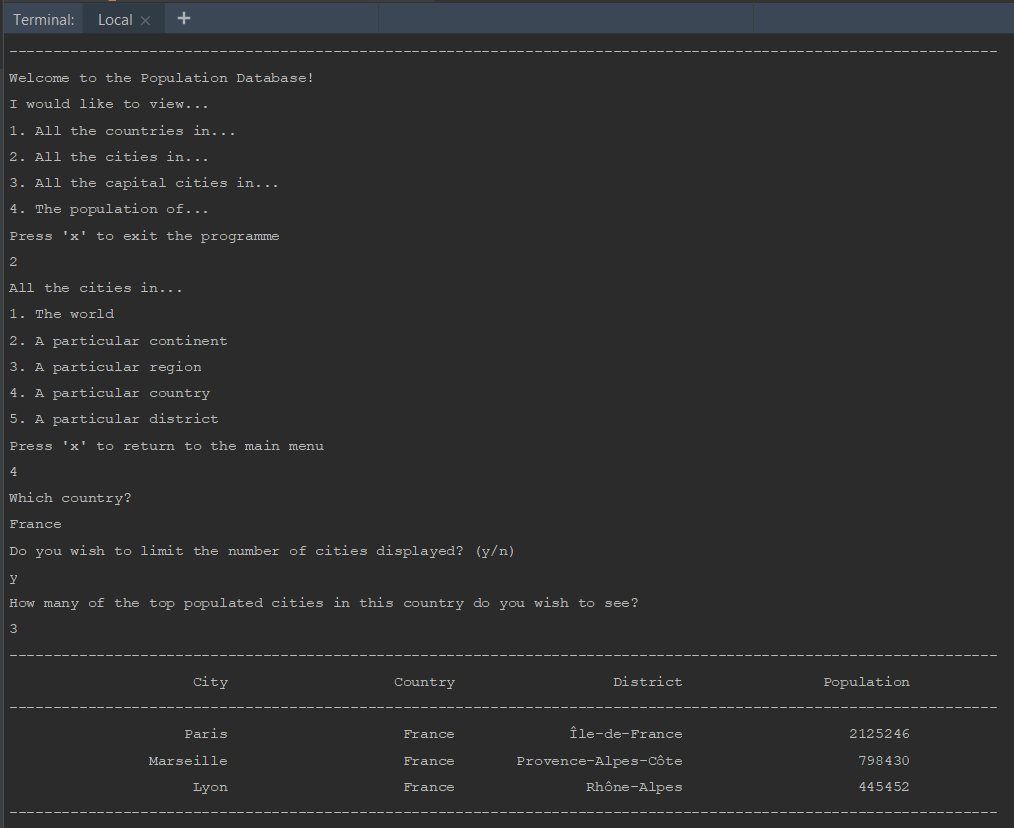 Terminal: Local × +
--------------------------------------------------------------------------------------------------------------
Welcome to the Population Database!
I would like to view...
1. All the countries in...
2. All the cities in...
3. All the capital cities in...
4. The population of...
Press 'x' to exit the programme
2
All the cities in...
1. The world
2. A particular continent
3. A particular region
4. A particular country
5. A particular district
Press 'x' to return to the main menu
4
Which country?
France
Do you wish to limit the number of cities displayed? (y/n)
y
How many of the top populated cities in this country do you wish to see?
3
--------------------------------------------------------------------------------------------------------------
City Country District Population
--------------------------------------------------------------------------------------------------------------
Paris France Île-de-France 2125246
Marseille France Provence-Alpes-Côte 798430
Lyon France Rhône-Alpes 445452
--------------------------------------------------------------------------------------------------------------